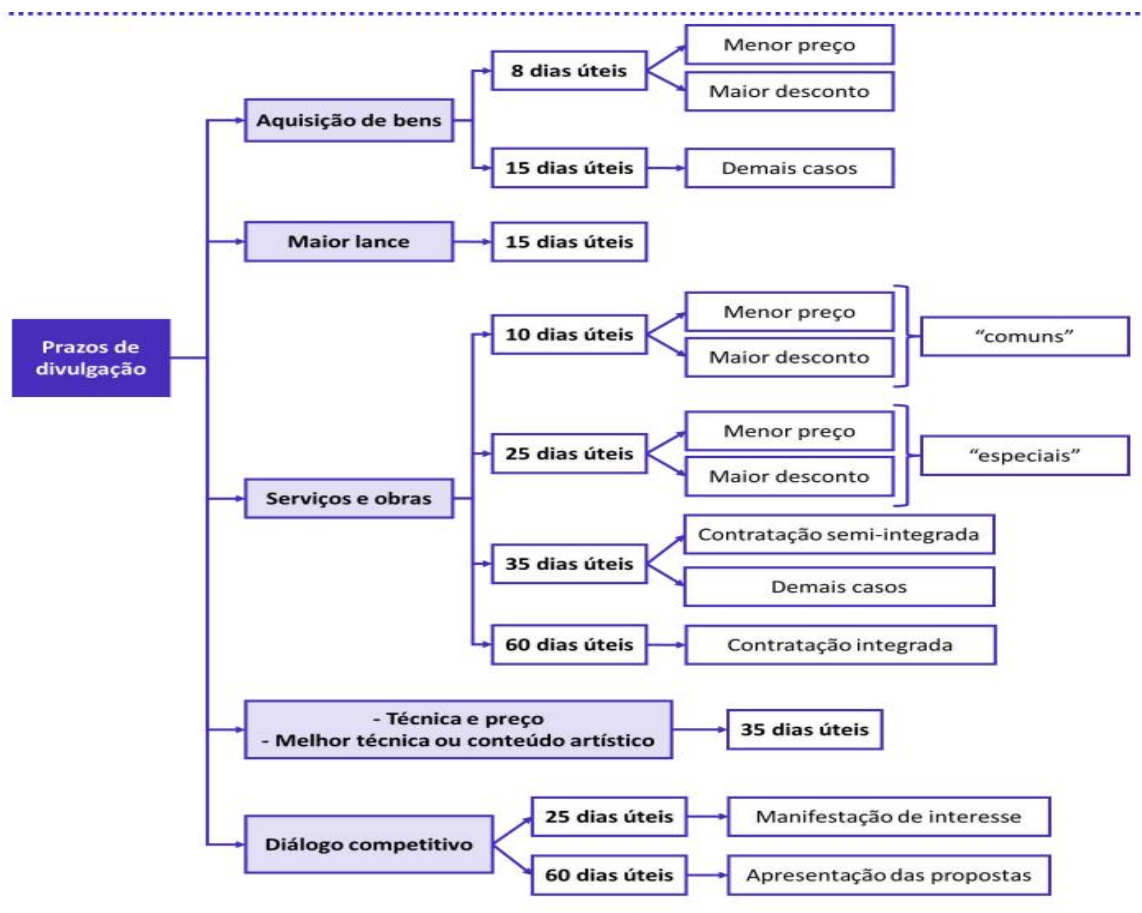 Prazos de
divulgação
Aquisição de bens
8 dias úteis
Menor preço
Maior desconto
15 dias úteis
Demais casos
Maior lance
15 dias úteis
Serviços e obras
10 dias úteis
Menor preço
Maior desconto
“comuns”
25 dias úteis
Menor preço
Maior desconto
“especiais”
35 dias úteis
Contratação semi-integrada
Demais casos
60 dias úteis
Contratação integrada
- Técnica e preço
- Melhor técnica ou conteúdo artístico
35 dias úteis
Diálogo competitivo
25 dias úteis
Manifestação de interesse
60 dias úteis
Apresentação das propostas